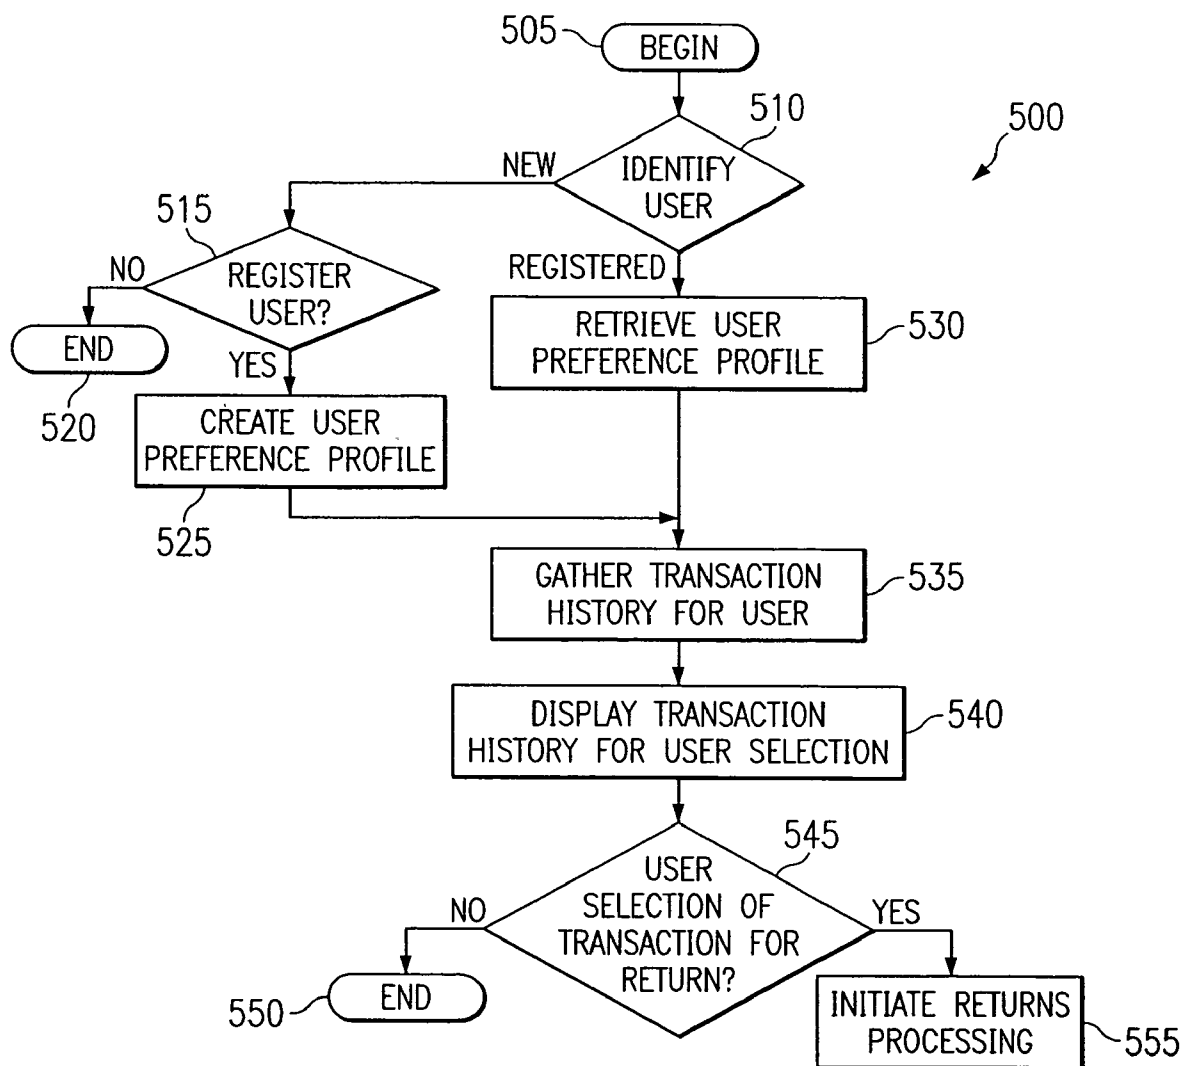 505
BEGIN
510
500
NEW
IDENTIFY
USER
515
NO
REGISTER
USER?
REGISTERED
END
520
YES
RETRIEVE USER
PREFERENCE PROFILE
530
CREATE USER
PREFERENCE PROFILE
525
GATHER TRANSACTION
HISTORY FOR USER
535
DISPLAY TRANSACTION
HISTORY FOR USER SELECTION
540
545
USER
SELECTION OF
TRANSACTION FOR
RETURN?
NO
YES
END
550
INITIATE RETURNS
PROCESSING
555